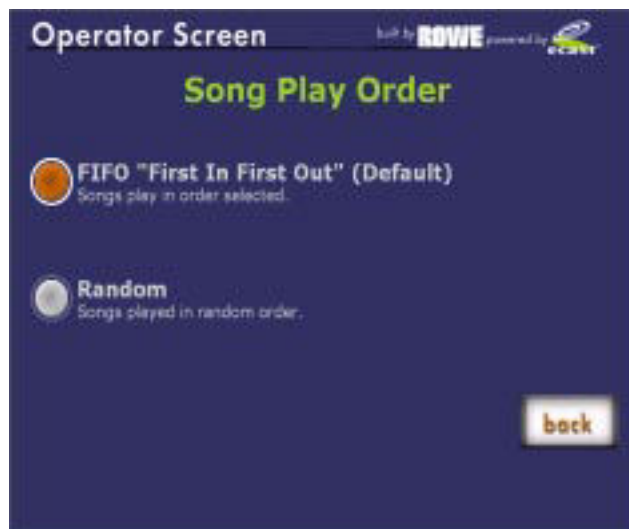 Operator Screen
built by ROWE powered by ecast
Song Play Order
FIFO "First In First Out" (Default)
Songs play in order selected.
Random
Songs played in random order.
back